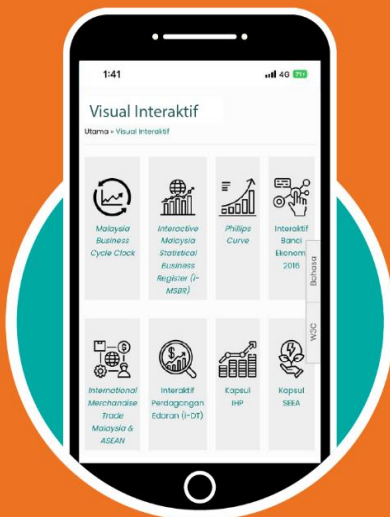 1:41
4G 71
Visual Interaktif
Utama » Visual Interaktif
Malaysia
Business
Cycle Clock
Interactive
Malaysia
Statistical
Business
Register (i-
MSBR)
Phillips
Curve
Interaktif
Banci
Ekonomi
2016
Bahasa
W3C
International
Merchandise
Trade
Malaysia &
ASEAN
Interaktif
Perdagangan
Edaran (i-DT)
Kapsul
IHP
Kapsul
SEEA